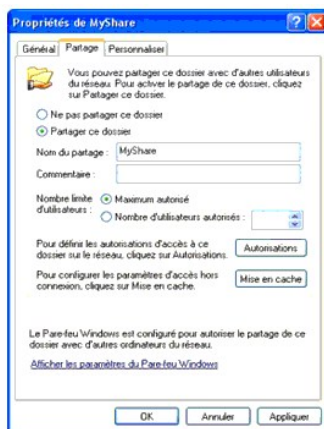 Propriétés de MyShare
Général Partage Personnaliser
Vous pouvez partager ce dossier avec d'autres utilisateurs
du réseau. Pour activer le partage de ce dossier, cliquez
sur Partager ce dossier.
Ne pas partager ce dossier
Partager ce dossier
Nom du partage : MyShare
Commentaire :
Nombre limite
d'utilisateurs :
Maximum autorisé
Nombre d'utilisateurs autorisés :
Pour définir les autorisations d'accès à ce
dossier sur le réseau, cliquez sur Autorisations.
Autorisations
Pour configurer les paramètres d'accès hors
connexion, cliquez sur Mise en cache.
Mise en cache
Le Pare-feu Windows est configuré pour autoriser le partage de ce
dossier avec d'autres ordinateurs du réseau.
Afficher les paramètres du Pare-feu Windows
OK Annuler Appliquer